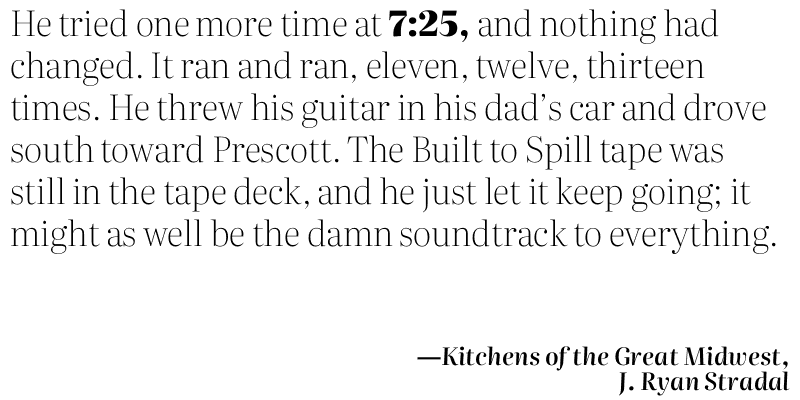 He tried one more time at 7:25, and nothing had
changed. It ran and ran, eleven, twelve, thirteen
times. He threw his guitar in his dad’s car and drove
south toward Prescott. The Built to Spill tape was
still in the tape deck, and he just let it keep going; it
might as well be the damn soundtrack to everything.
—Kitchens of the Great Midwest,
J. Ryan Stradal